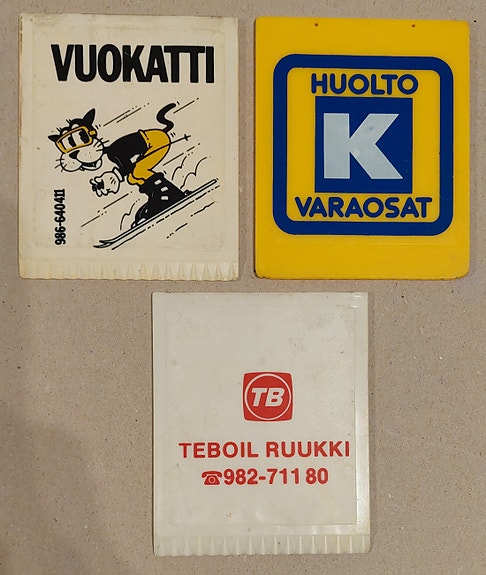 VUOKATTI
986-640411
HUOLTO
K
VARAOSAT
TB
TEBOIL RUUKKI
☎982-711 80